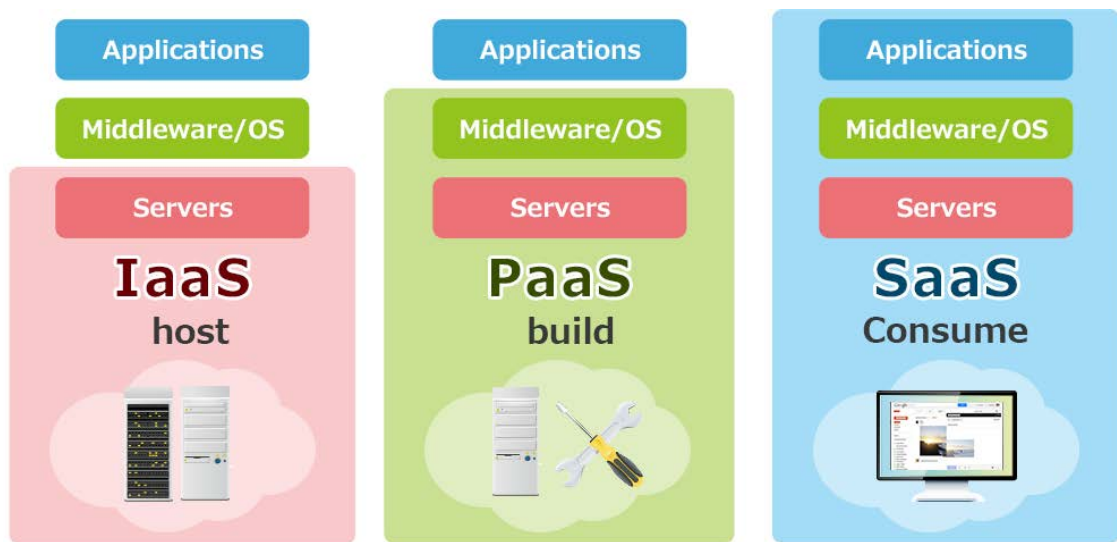 Applications
Middleware/OS
Servers
IaaS
host
Applications
Middleware/OS
Servers
PaaS
build
Applications
Middleware/OS
Servers
SaaS
Consume